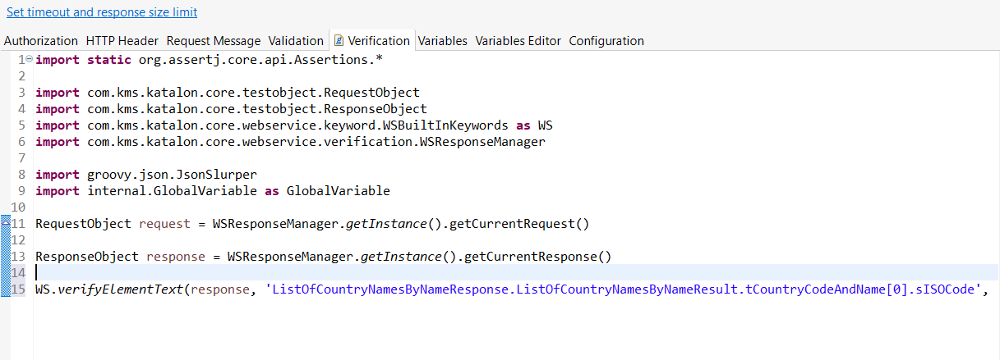 Set timeout and response size limit
Authorization HTTP Header Request Message Validation Verification Variables Variables Editor Configuration
1 import static org.assertj.core.api.Assertions.*
2
3 import com.kms.katalon.core.testobject.RequestObject
4 import com.kms.katalon.core.testobject.ResponseObject
5 import com.kms.katalon.core.webservice.keyword.WSBuiltInKeywords as WS
6 import com.kms.katalon.core.webservice.verification.WSResponseManager
7
8 import groovy.json.JsonSlurper
9 import internal.GlobalVariable as GlobalVariable
10
11 RequestObject request = WSResponseManager.getInstance().getCurrentRequest()
12
13 ResponseObject response = WSResponseManager.getInstance().getCurrentResponse()
14
15 WS.verifyElementText(response, 'ListOfCountryNamesByNameResponse.ListOfCountryNamesByNameResult.tCountryCodeAndName[0].sISOCode',